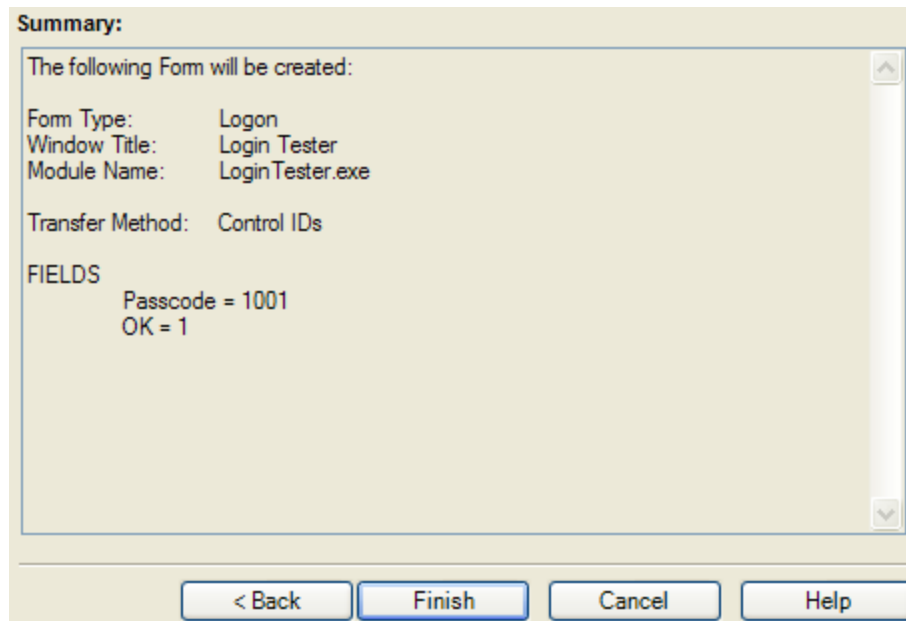 Summary:
The following Form will be created:
Form Type: Logon
Window Title: Login Tester
Module Name: LoginTester.exe
Transfer Method: Control IDs
FIELDS
Passcode = 1001
OK = 1
< Back Finish Cancel Help